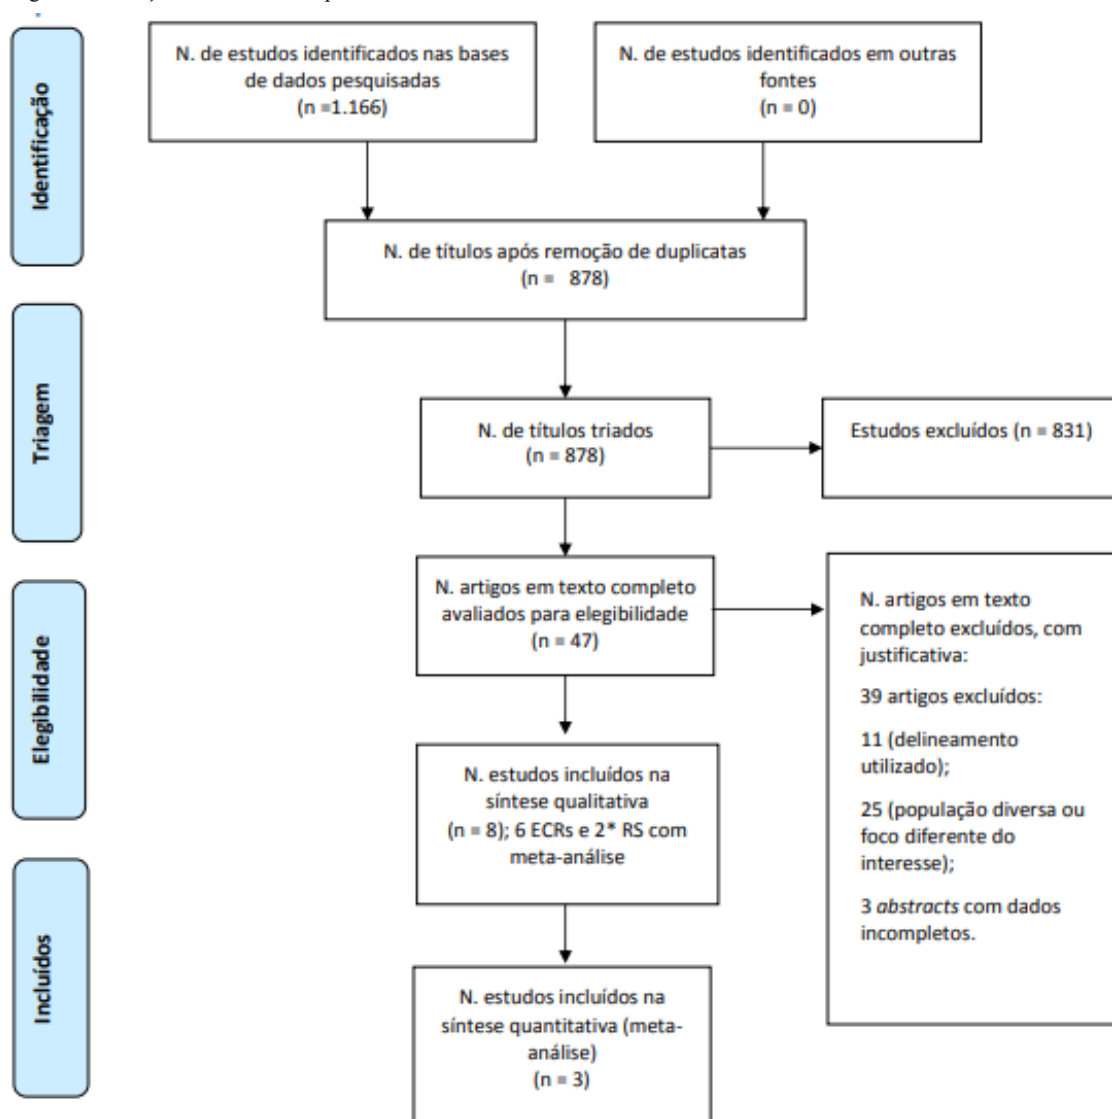 Identificação
N. de estudos identificados nas bases
de dados pesquisadas
(n =1.166)
N. de estudos identificados em outras
fontes
(n = 0)
N. de títulos após remoção de duplicatas
(n = 878)
Triagem
N. de títulos triados
(n = 878)
Estudos excluídos (n = 831)
Elegibilidade
N. artigos em texto completo
avaliados para elegibilidade
(n = 47)
N. artigos em texto
completo excluídos, com
justificativa:
39 artigos excluídos:
11 (delineamento
utilizado);
25 (população diversa ou
foco diferente do
interesse);
3 abstracts com dados
incompletos.
N. estudos incluídos na
síntese qualitativa
(n = 8); 6 ECRs e 2* RS com
meta-análise
Incluídos
N. estudos incluídos na
síntese quantitativa (meta-
análise)
(n = 3)